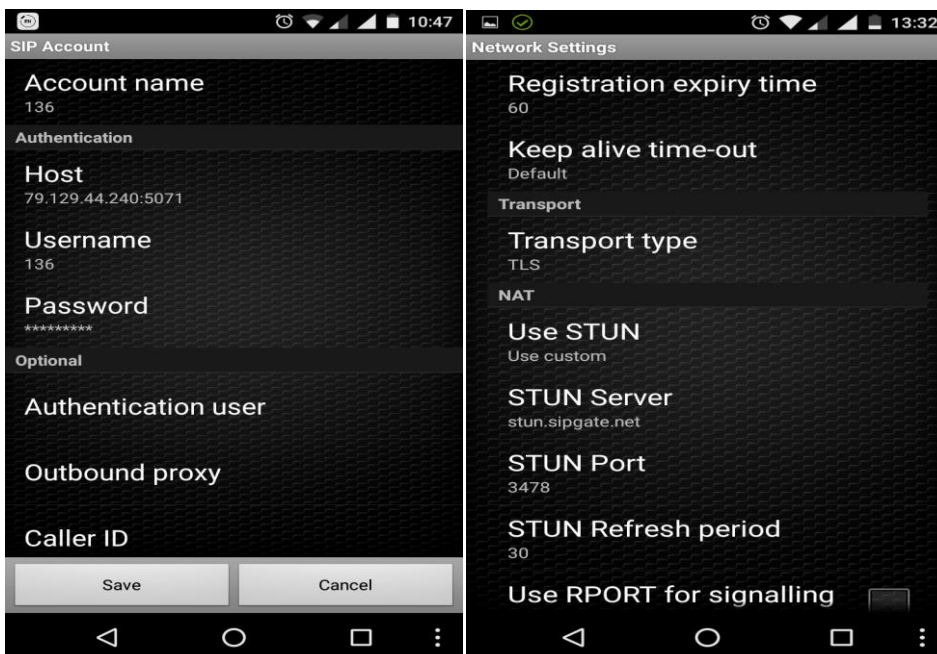 10:47
SIP Account
Account name
136
Authentication
Host
79.129.44.240:5071
Username
136
Password
*********
Optional
Authentication user
Outbound proxy
Caller ID
Save
Cancel
13:32
Network Settings
Registration expiry time
60
Keep alive time-out
Default
Transport
Transport type
TLS
NAT
Use STUN
Use custom
STUN Server
stun.sipgate.net
STUN Port
3478
STUN Refresh period
30
Use RPORT for signalling